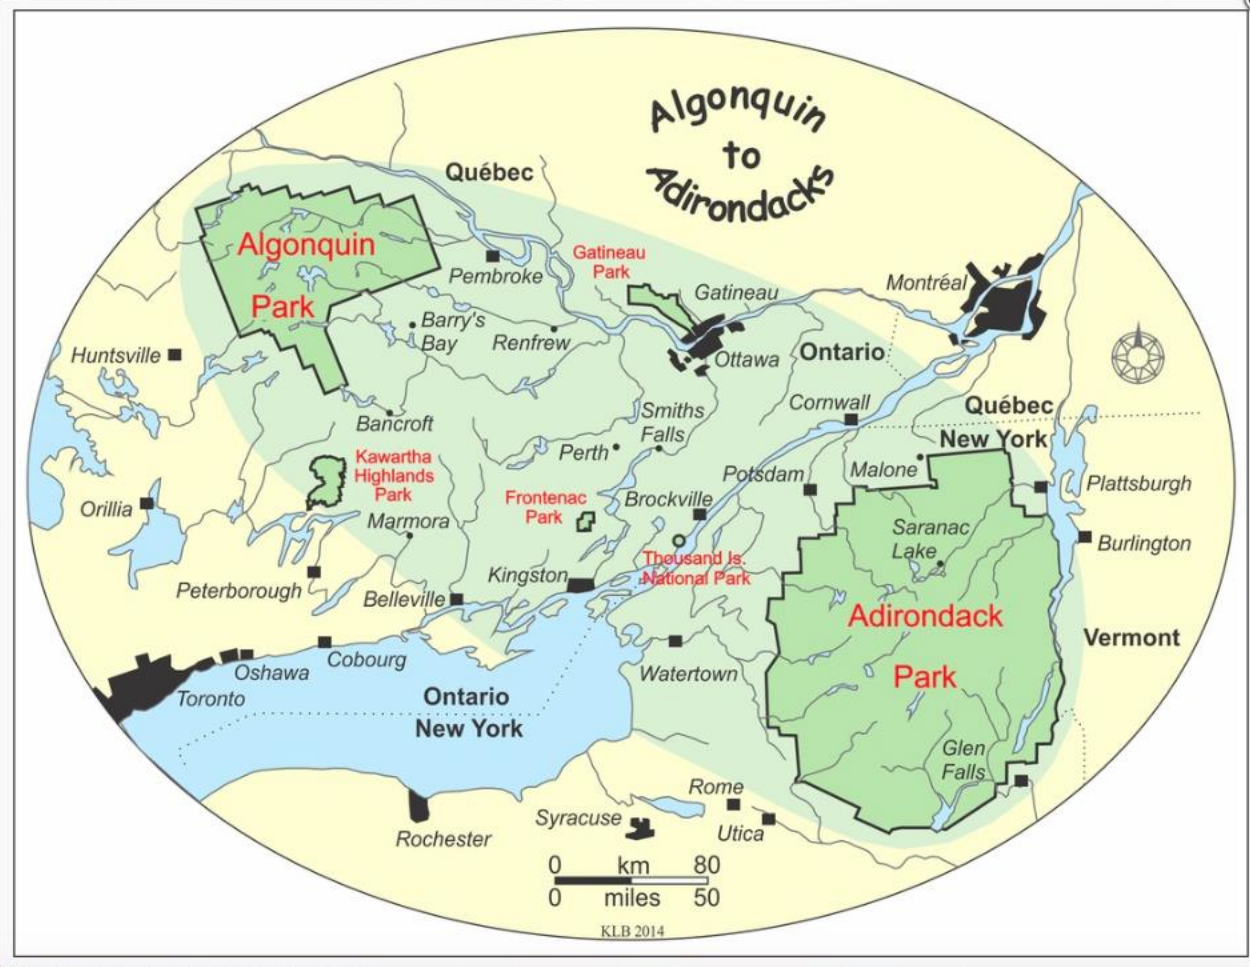 Algonquin
to
Adirondacks
Québec
Algonquin
Park
Pembroke
Gatineau
Park
Gatineau
Montréal
Barry's
Bay
Renfrew
Ottawa
Ontario
Huntsville
Bancroft
Smiths
Falls
Cornwall
Québec
New York
Perth
Kawartha
Highlands
Park
Potsdam
Malone
Plattsburgh
Orillia
Frontenac
Park
Brockville
Marmora
Saranac
Lake
Burlington
Thousand Is.
National Park
Peterborough
Belleville
Kingston
Adirondack
Park
Vermont
Cobourg
Oshawa
Toronto
Watertown
Ontario
New York
Glen
Falls
Rome
Utica
Syracuse
Rochester
0 km 80
0 miles 50
KLB 2014